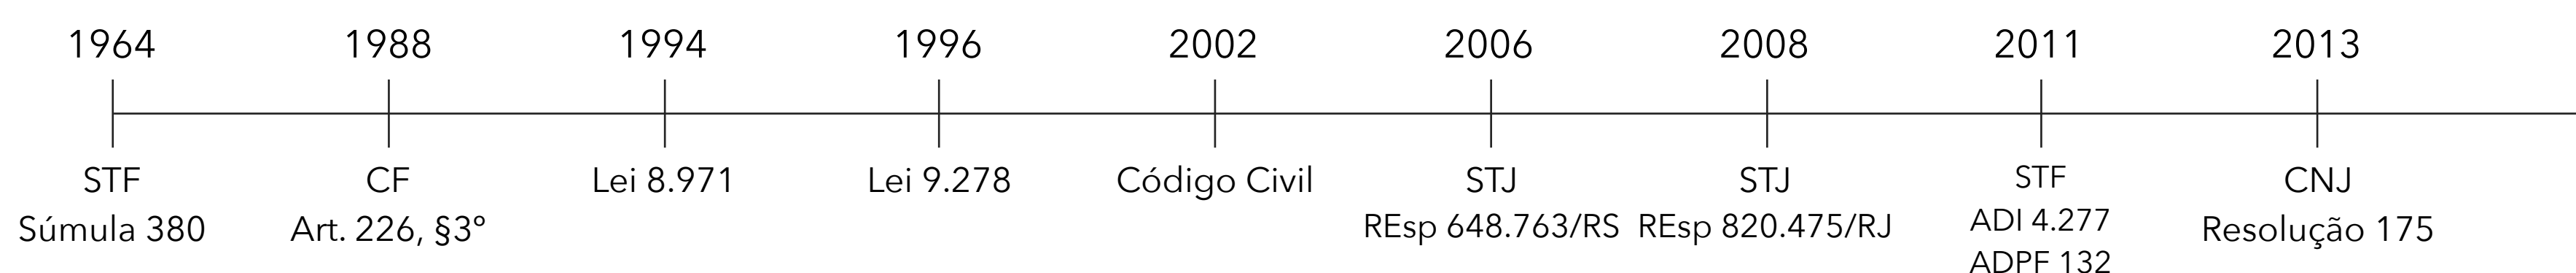 1964 1988 1994 1996 2002 2006 2008 2011 2013
STF CF Lei 8.971 Lei 9.278 Código Civil STJ STJ STF CNJ
Súmula 380 Art. 226, §3º REsp 648.763/RS REsp 820.475/RJ ADI 4.277 Resolução 175
ADPF 132